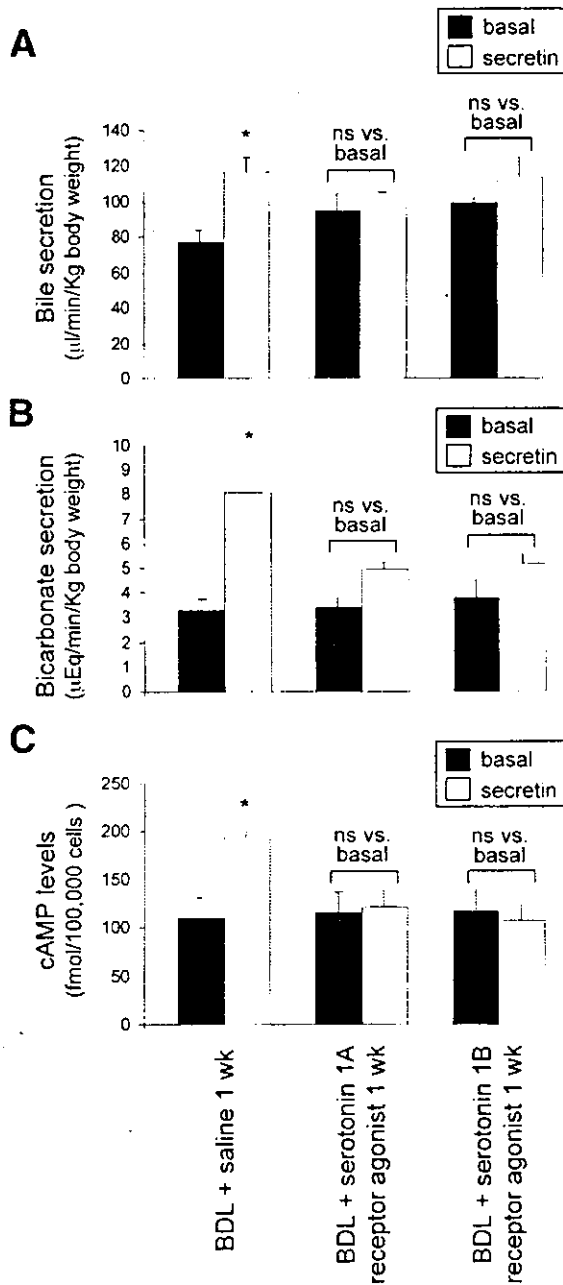 A
basal
secretin
Bile secretion
(µl/min/Kg body weight)
140
120
100
80
60
40
20
0
*
ns vs.
basal
ns vs.
basal
B
basal
secretin
Bicarbonate secretion
(µEq/min/Kg body weight)
10
9
8
7
6
5
4
3
2
1
0
*
ns vs.
basal
ns vs.
basal
C
basal
secretin
cAMP levels
(fmol/100,000 cells )
250
200
150
100
50
0
*
ns vs.
basal
ns vs.
basal
BDL + saline 1 wk
BDL + serotonin 1A
receptor agonist 1 wk
BDL + serotonin 1B
receptor agonist 1 wk